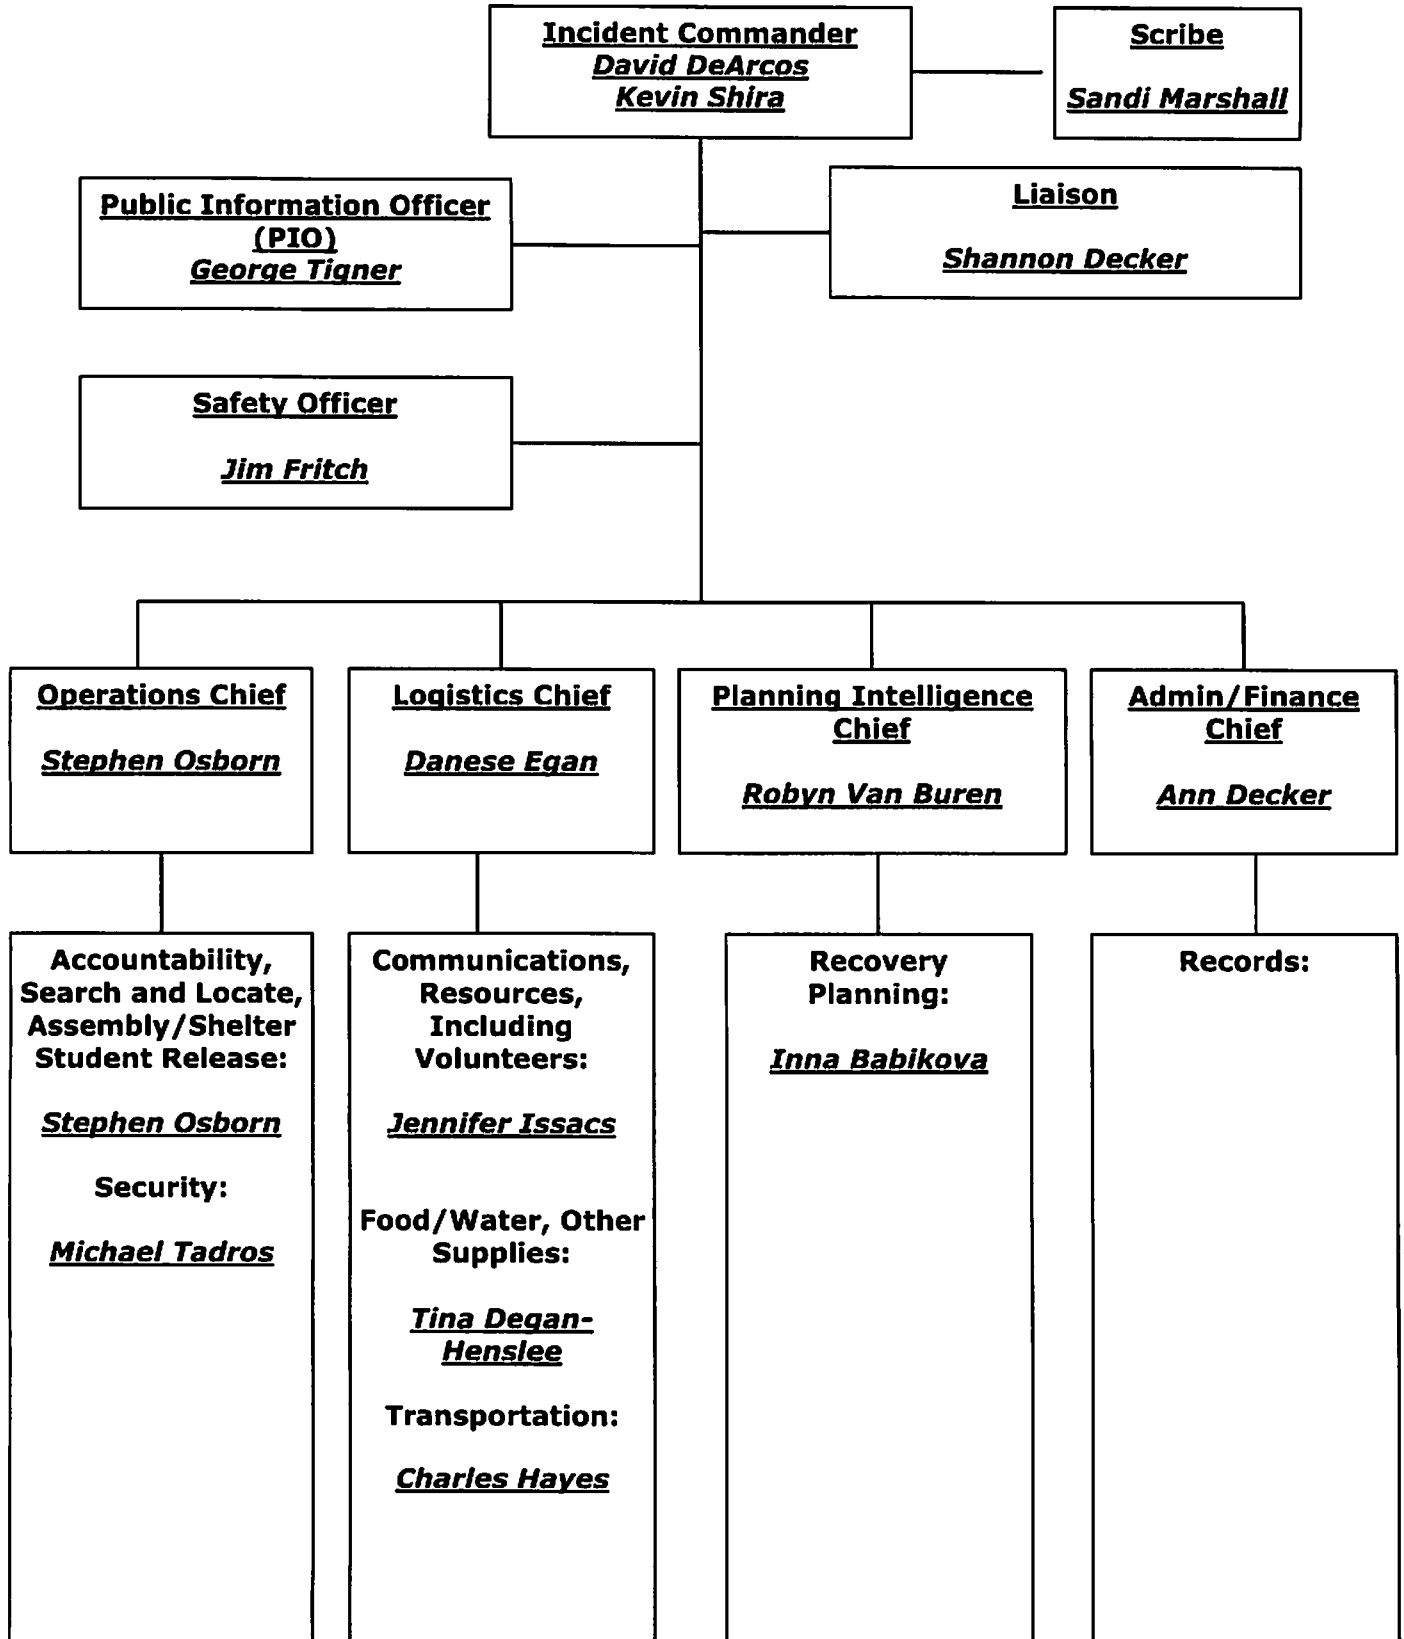 Incident Commander
David DeArcos
Kevin Shira
Scribe
Sandi Marshall
Public Information Officer
(PIO)
George Tigner
Liaison
Shannon Decker
Safety Officer
Jim Fritch
Operations Chief
Stephen Osborn
Logistics Chief
Danese Egan
Planning Intelligence
Chief
Robyn Van Buren
Admin/Finance
Chief
Ann Decker
Accountability,
Search and Locate,
Assembly/Shelter
Student Release:
Stephen Osborn
Security:
Michael Tadros
Communications,
Resources,
Including
Volunteers:
Jennifer Issacs
Food/Water, Other
Supplies:
Tina Degan-
Henslee
Transportation:
Charles Hayes
Recovery
Planning:
Inna Babikova
Records: